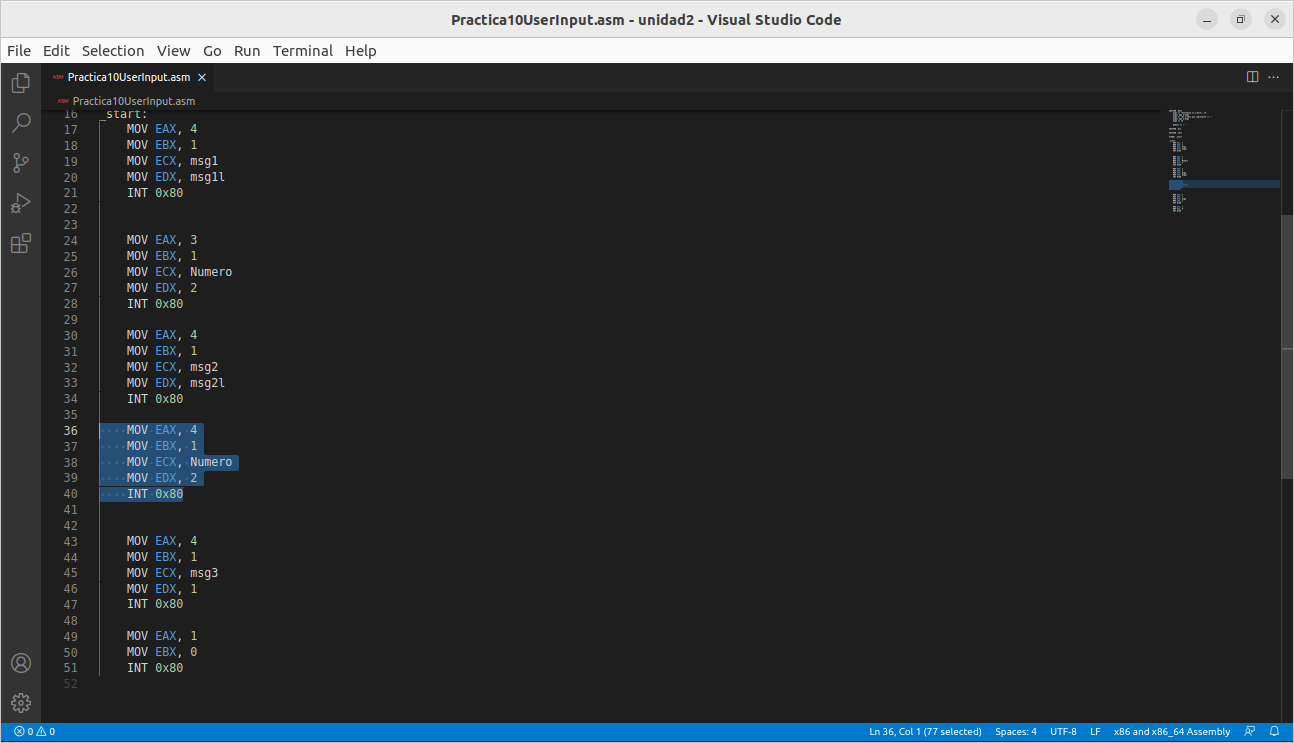 Practica10UserInput.asm - unidad2 - Visual Studio Code
File Edit Selection View Go Run Terminal Help
ASM Practica10UserInput.asm
ASM Practica10UserInput.asm
16 _start:
17 MOV EAX, 4
18 MOV EBX, 1
19 MOV ECX, msg1
20 MOV EDX, msg1l
21 INT 0x80
22
23
24 MOV EAX, 3
25 MOV EBX, 1
26 MOV ECX, Numero
27 MOV EDX, 2
28 INT 0x80
29
30 MOV EAX, 4
31 MOV EBX, 1
32 MOV ECX, msg2
33 MOV EDX, msg2l
34 INT 0x80
35
36 MOV EAX, 4
37 MOV EBX, 1
38 MOV ECX, Numero
39 MOV EDX, 2
40 INT 0x80
41
42
43 MOV EAX, 4
44 MOV EBX, 1
45 MOV ECX, msg3
46 MOV EDX, 1
47 INT 0x80
48
49 MOV EAX, 1
50 MOV EBX, 0
51 INT 0x80
52
0 0 Ln 36, Col 1 (77 selected) Spaces: 4 UTF-8 LF x86 and x86_64 Assembly